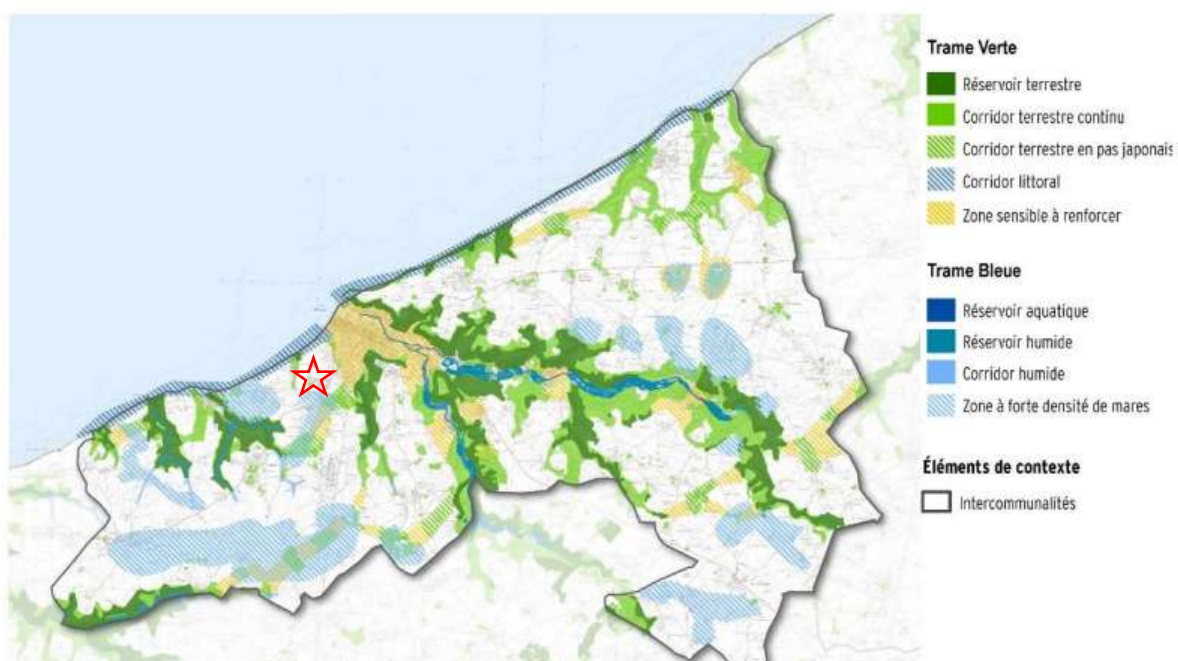 Trame Verte
Réservoir terrestre
Corridor terrestre continu
Corridor terrestre en pas japonais
Corridor littoral
Zone sensible à renforcer
Trame Bleue
Réservoir aquatique
Réservoir humide
Corridor humide
Zone à forte densité de mares
Éléments de contexte
Intercommunalités